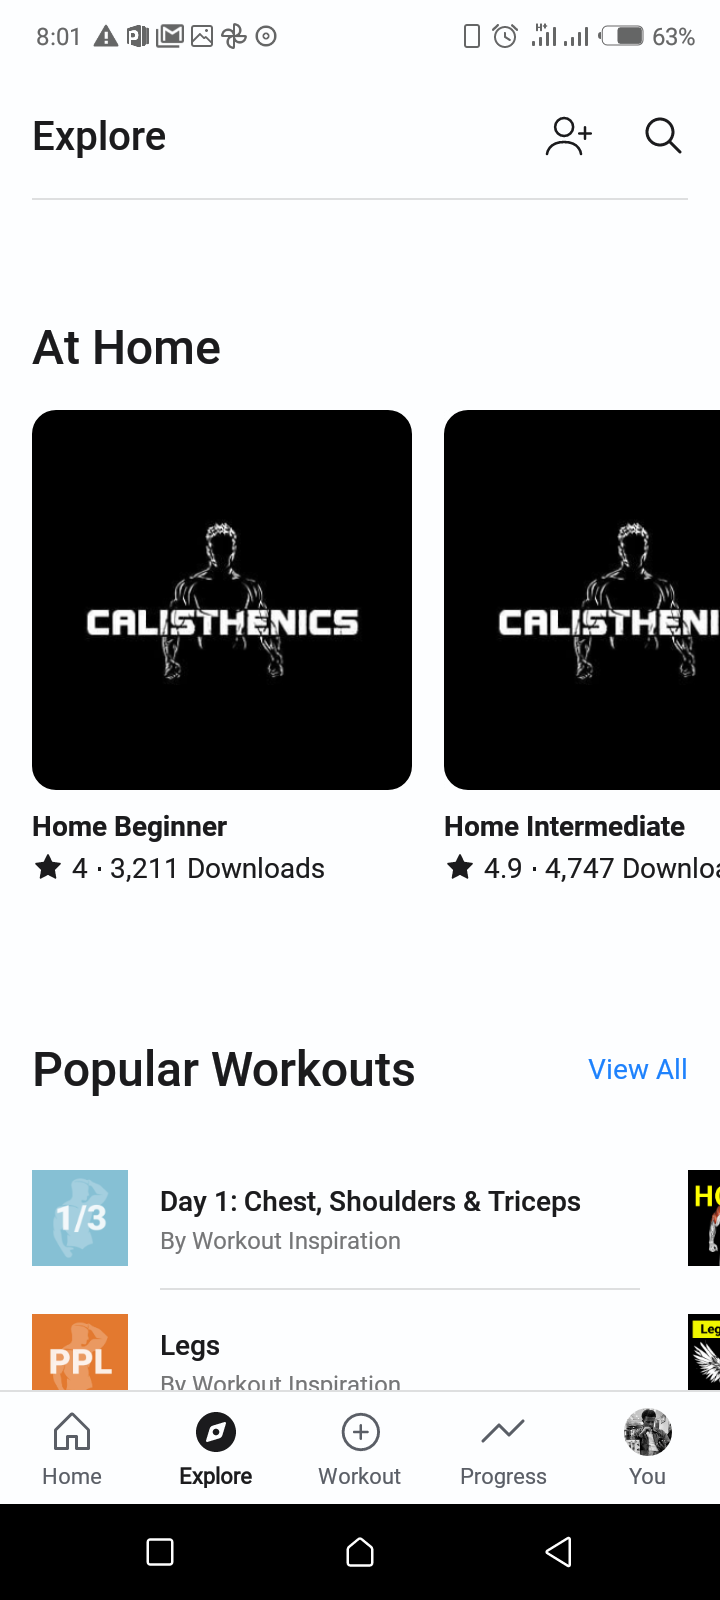 8:01
63%
Explore
At Home
CALISTHENICS
CALISTHENI
Home Beginner
4 · 3,211 Downloads
Home Intermediate
4.9 · 4,747 Downloa
Popular Workouts
View All
1/3
Day 1: Chest, Shoulders & Triceps
By Workout Inspiration
HO
PPL
Legs
By Workout Inspiration
Leg
Home
Explore
Workout
Progress
You